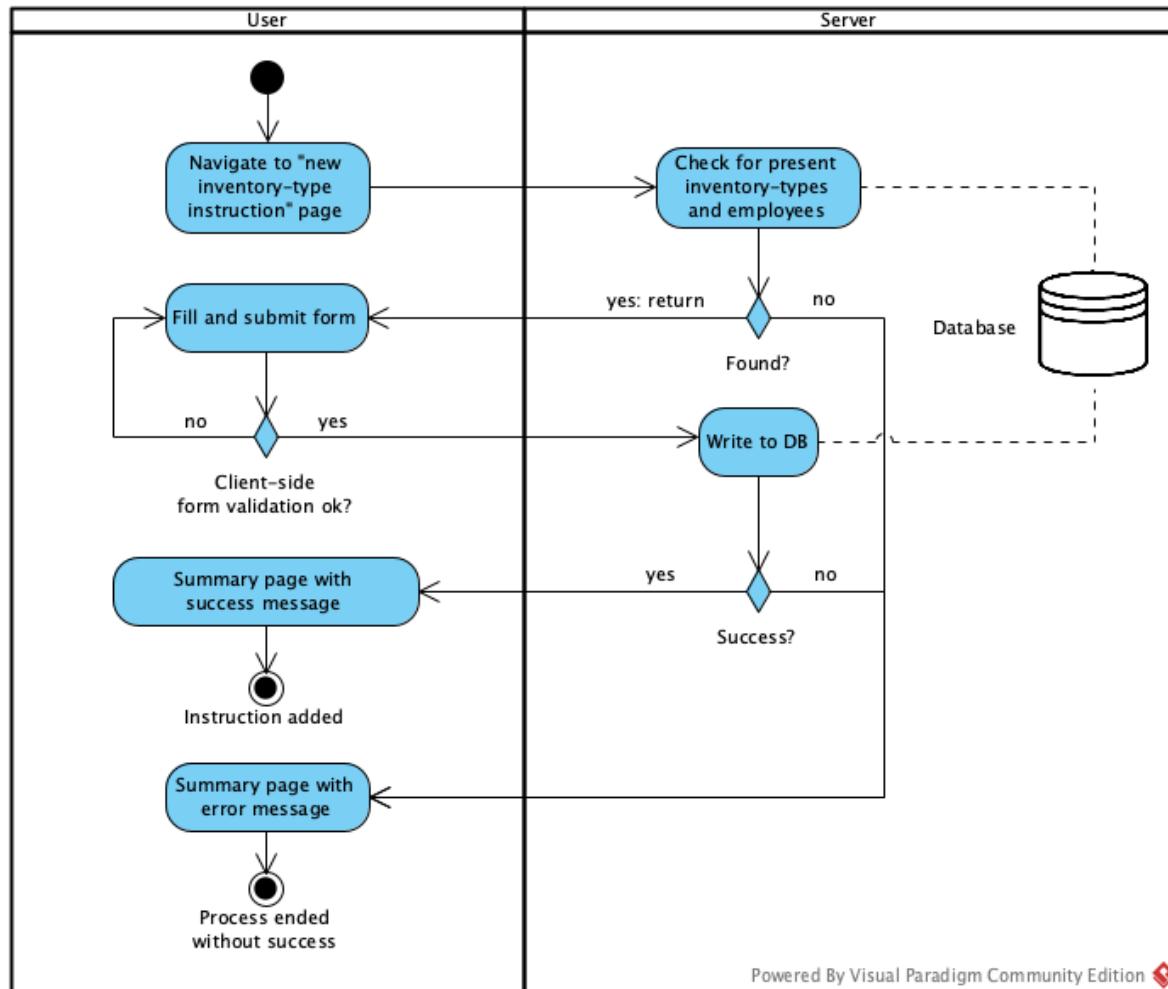 User
Server
Navigate to "new
inventory-type
instruction" page
Check for present
inventory-types
and employees
yes: return
no
Fill and submit form
Database
Found?
no
yes
Write to DB
Client-side
form validation ok?
Summary page with
success message
yes
no
Success?
Instruction added
Summary page with
error message
Process ended
without success
Powered By Visual Paradigm Community Edition